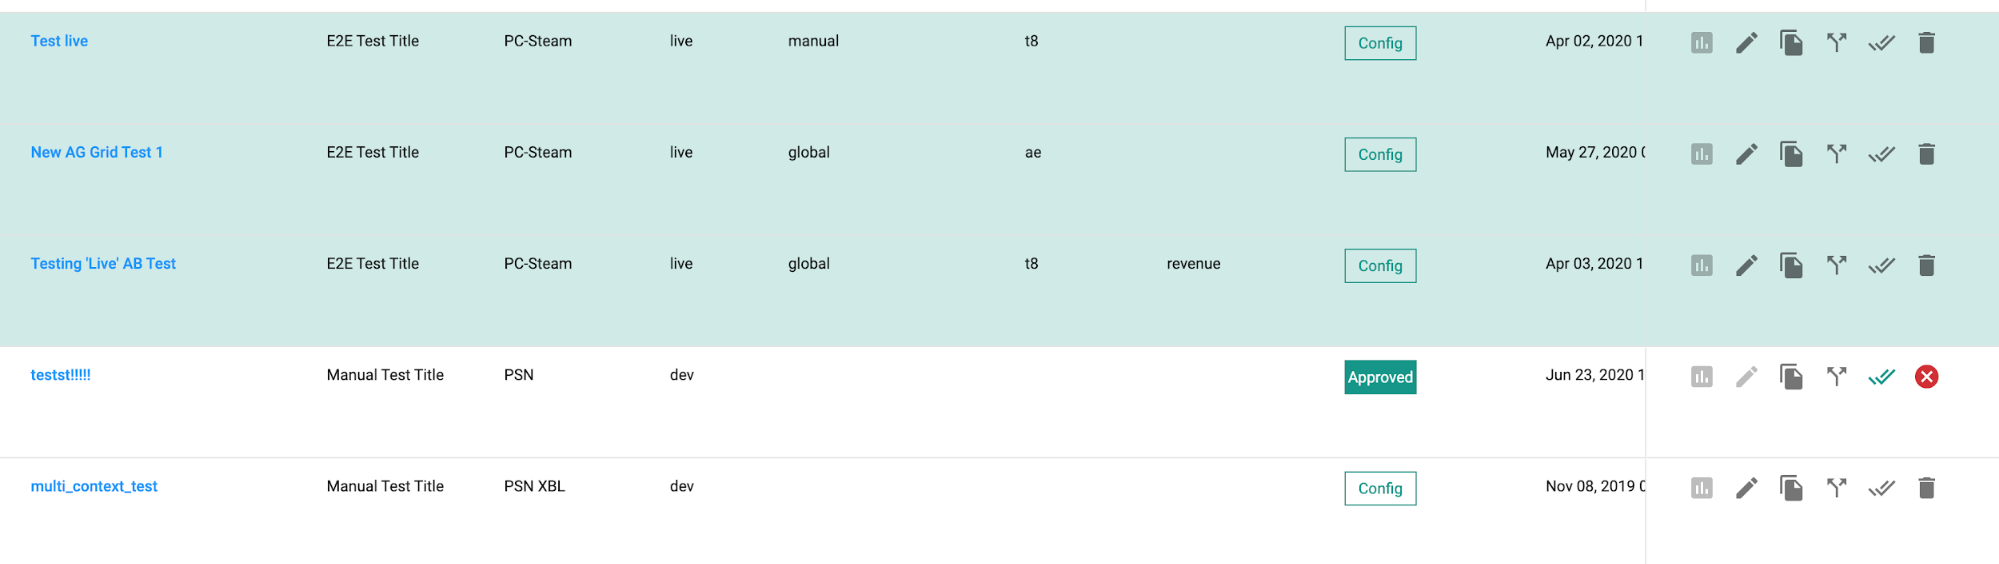 Test live E2E Test Title PC-Steam live manual t8 Config Apr 02, 2020 1
New AG Grid Test 1 E2E Test Title PC-Steam live global ae Config May 27, 2020
Testing 'Live' AB Test E2E Test Title PC-Steam live global t8 revenue Config Apr 03, 2020 1
testst!!!!! Manual Test Title PSN dev Approved Jun 23, 2020 1
multi_context_test Manual Test Title PSN XBL dev Config Nov 08, 2019